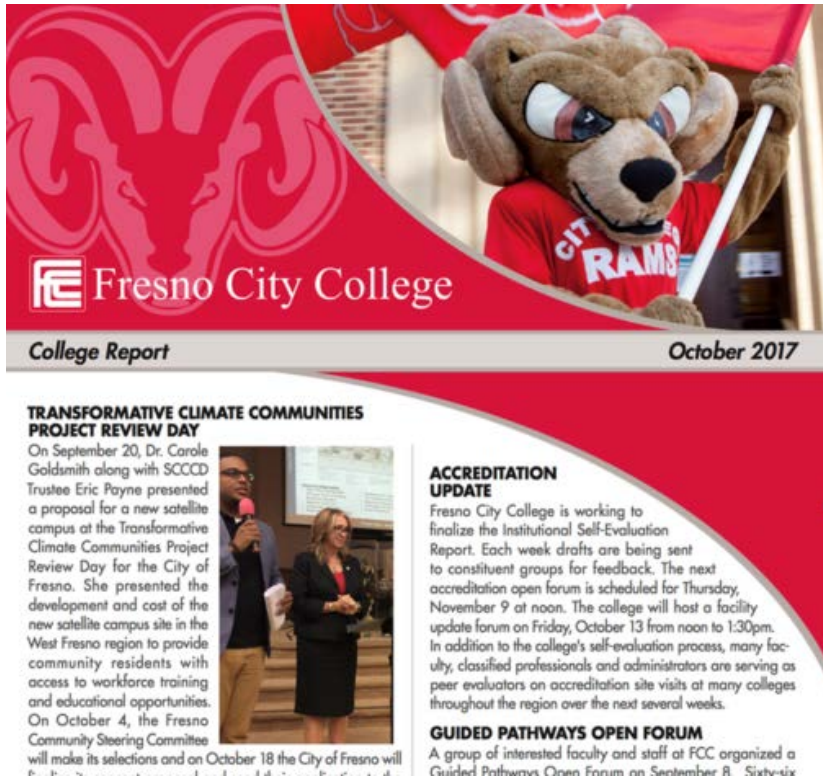 CITY
RAMS
FCC Fresno City College
College Report October 2017
TRANSFORMATIVE CLIMATE COMMUNITIES
PROJECT REVIEW DAY
On September 20, Dr. Carole
Goldsmith along with SCCCD
Trustee Eric Payne presented
a proposal for a new satellite
campus at the Transformative
Climate Communities Project
Review Day for the City of
Fresno. She presented the
development and cost of the
new satellite campus site in the
West Fresno region to provide
community residents with
access to workforce training
and educational opportunities.
On October 4, the Fresno
Community Steering Committee
will make its selections and on October 18 the City of Fresno will
ACCREDITATION
UPDATE
Fresno City College is working to
finalize the Institutional Self-Evaluation
Report. Each week drafts are being sent
to constituent groups for feedback. The next
accreditation open forum is scheduled for Thursday,
November 9 at noon. The college will host a facility
update forum on Friday, October 13 from noon to 1:30pm.
In addition to the college's self-evaluation process, many fac-
ulty, classified professionals and administrators are serving as
peer evaluators on accreditation site visits at many colleges
throughout the region over the next several weeks.
GUIDED PATHWAYS OPEN FORUM
A group of interested faculty and staff at FCC organized a
Guided Pathways Open Forum on September 8. Sixty-six